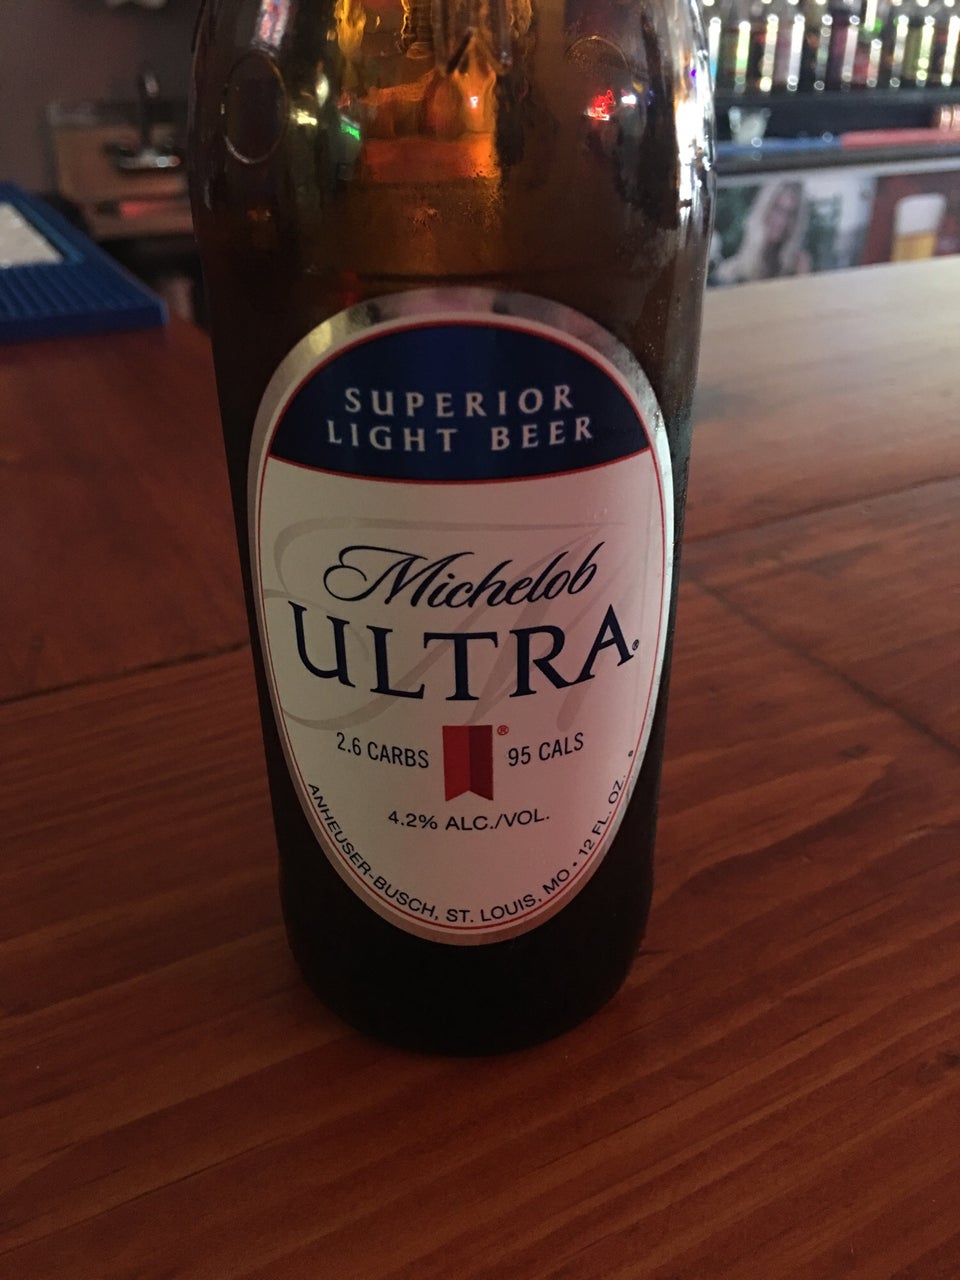 SUPERIOR
LIGHT BEER
Michelob
ULTRA®
2.6 CARBS ® 95 CALS
4.2% ALC./VOL.
ANHEUSER-BUSCH, ST. LOUIS, MO • 12 FL. OZ. •